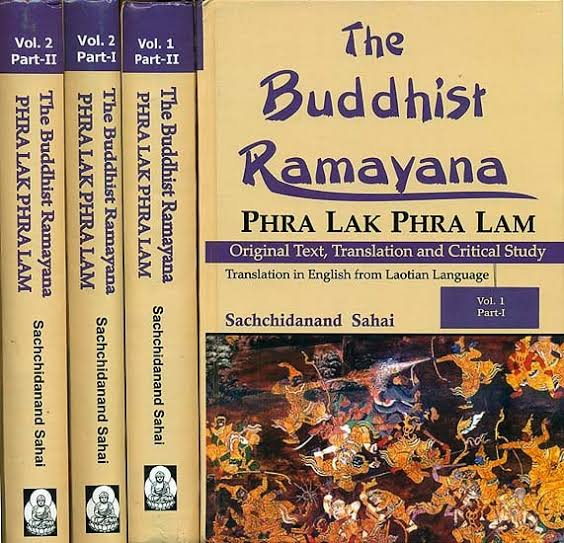 Vol. 2
Part-II
The Buddhist Ramayana
PHRA LAK PHRA LAM
Sachchidanand Sahai
Vol. 2
Part-I
The Buddhist Ramayana
PHRA LAK PHRA LAM
Sachchidanand Sahai
Vol. 1
Part-II
The Buddhist Ramayana
PHRA LAK PHRA LAM
Sachchidanand Sahai
The
Buddhist
Ramayana
PHRA LAK PHRA LAM
Original Text, Translation and Critical Study
Translation in English from Laotian Language
Vol. 1
Part-I
Sachchidanand Sahai